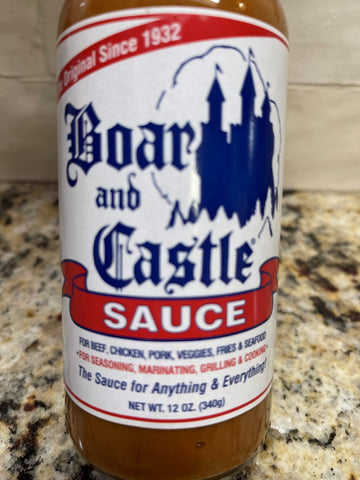 Original Since 1932
Boar
and
Castle®
SAUCE
FOR BEEF, CHICKEN, PORK, VEGGIES, FRIES & SEAFOOD
•FOR SEASONING, MARINATING, GRILLING & COOKING•
The Sauce for Anything & Everything!
NET WT. 12 OZ. (340g)